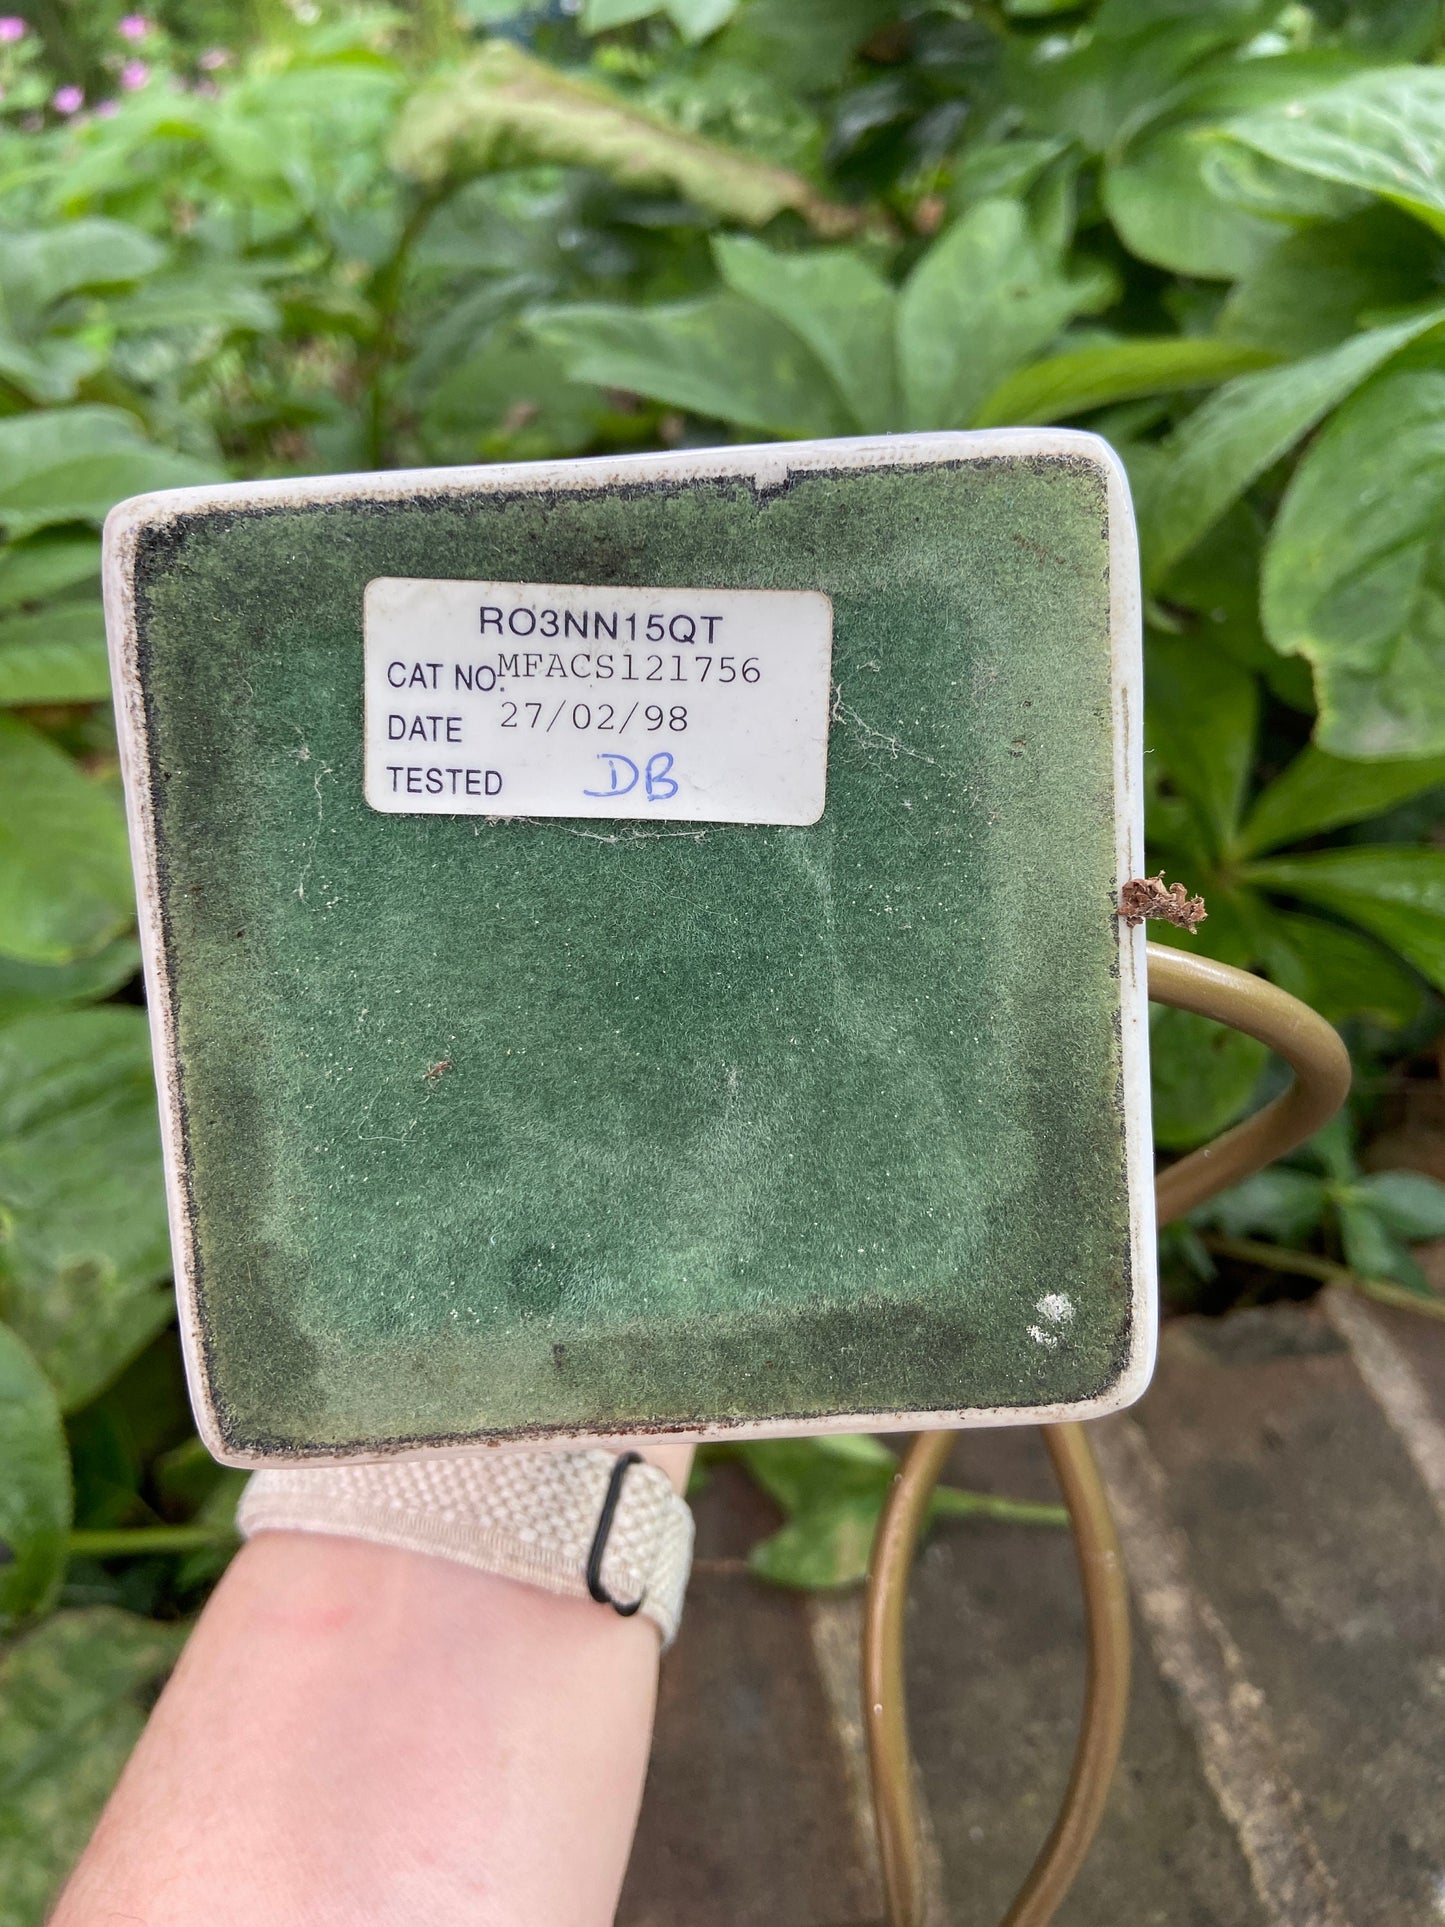 RO3NN15QT
CAT NO. MFACS121756
DATE 27/02/98
TESTED DB